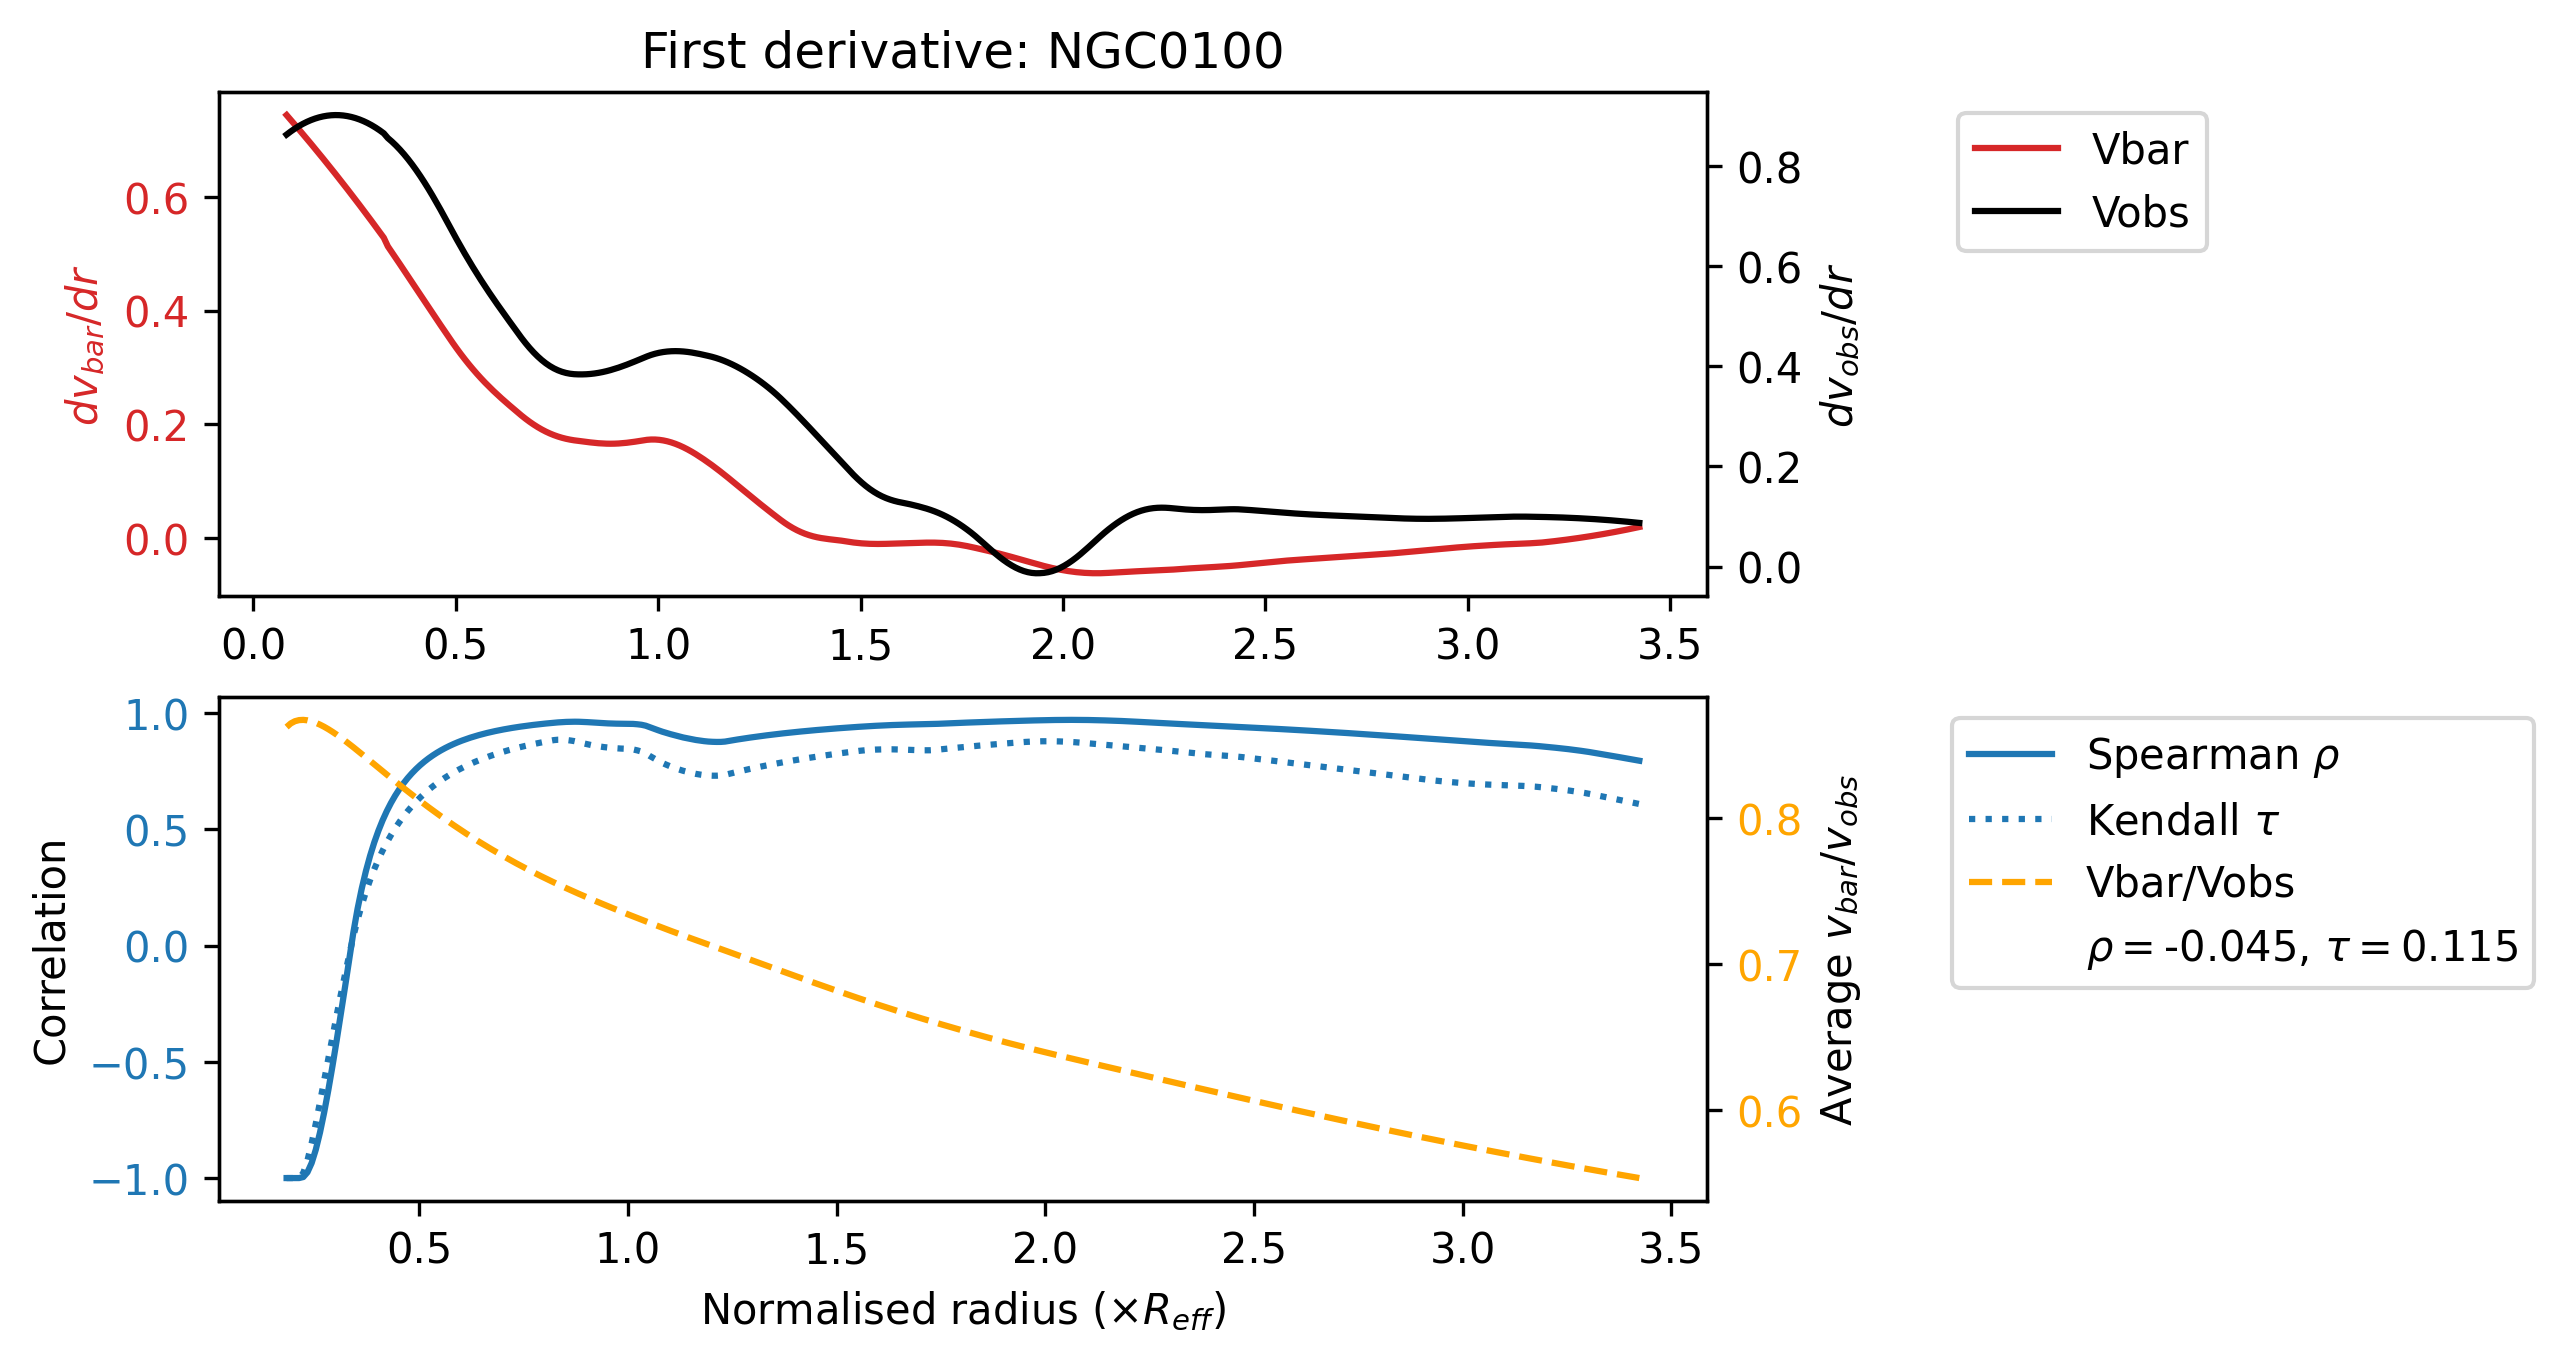 First derivative: NGC0100
dv_bar/dr
0.6
0.4
0.2
0.0
0.8
0.6
0.4
0.2
0.0
dv_obs/dr
Vbar
Vobs
0.0 0.5 1.0 1.5 2.0 2.5 3.0 3.5
Correlation
1.0
0.5
0.0
−0.5
−1.0
0.8
0.7
0.6
Average v_bar/v_obs
Spearman ρ
Kendall τ
Vbar/Vobs
ρ = -0.045, τ = 0.115
0.5 1.0 1.5 2.0 2.5 3.0 3.5
Normalised radius (×R_eff)